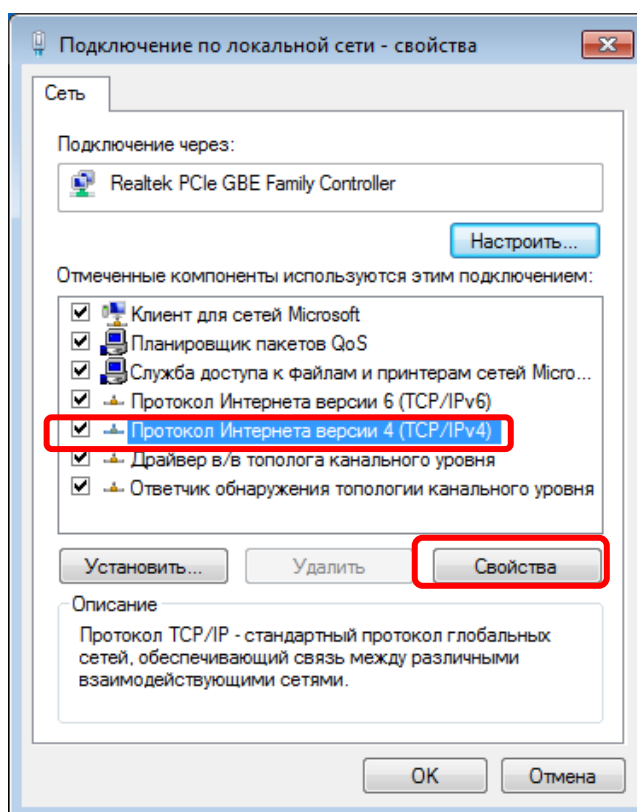 Подключение по локальной сети - свойства
Сеть
Подключение через:
Realtek PCIe GBE Family Controller
Настроить...
Отмеченные компоненты используются этим подключением:
Клиент для сетей Microsoft
Планировщик пакетов QoS
Служба доступа к файлам и принтерам сетей Micro...
Протокол Интернета версии 6 (TCP/IPv6)
Протокол Интернета версии 4 (TCP/IPv4)
Драйвер в/в тополога канального уровня
Ответчик обнаружения топологии канального уровня
Установить...
Удалить
Свойства
Описание
Протокол TCP/IP - стандартный протокол глобальных
сетей, обеспечивающий связь между различными
взаимодействующими сетями.
OK
Отмена